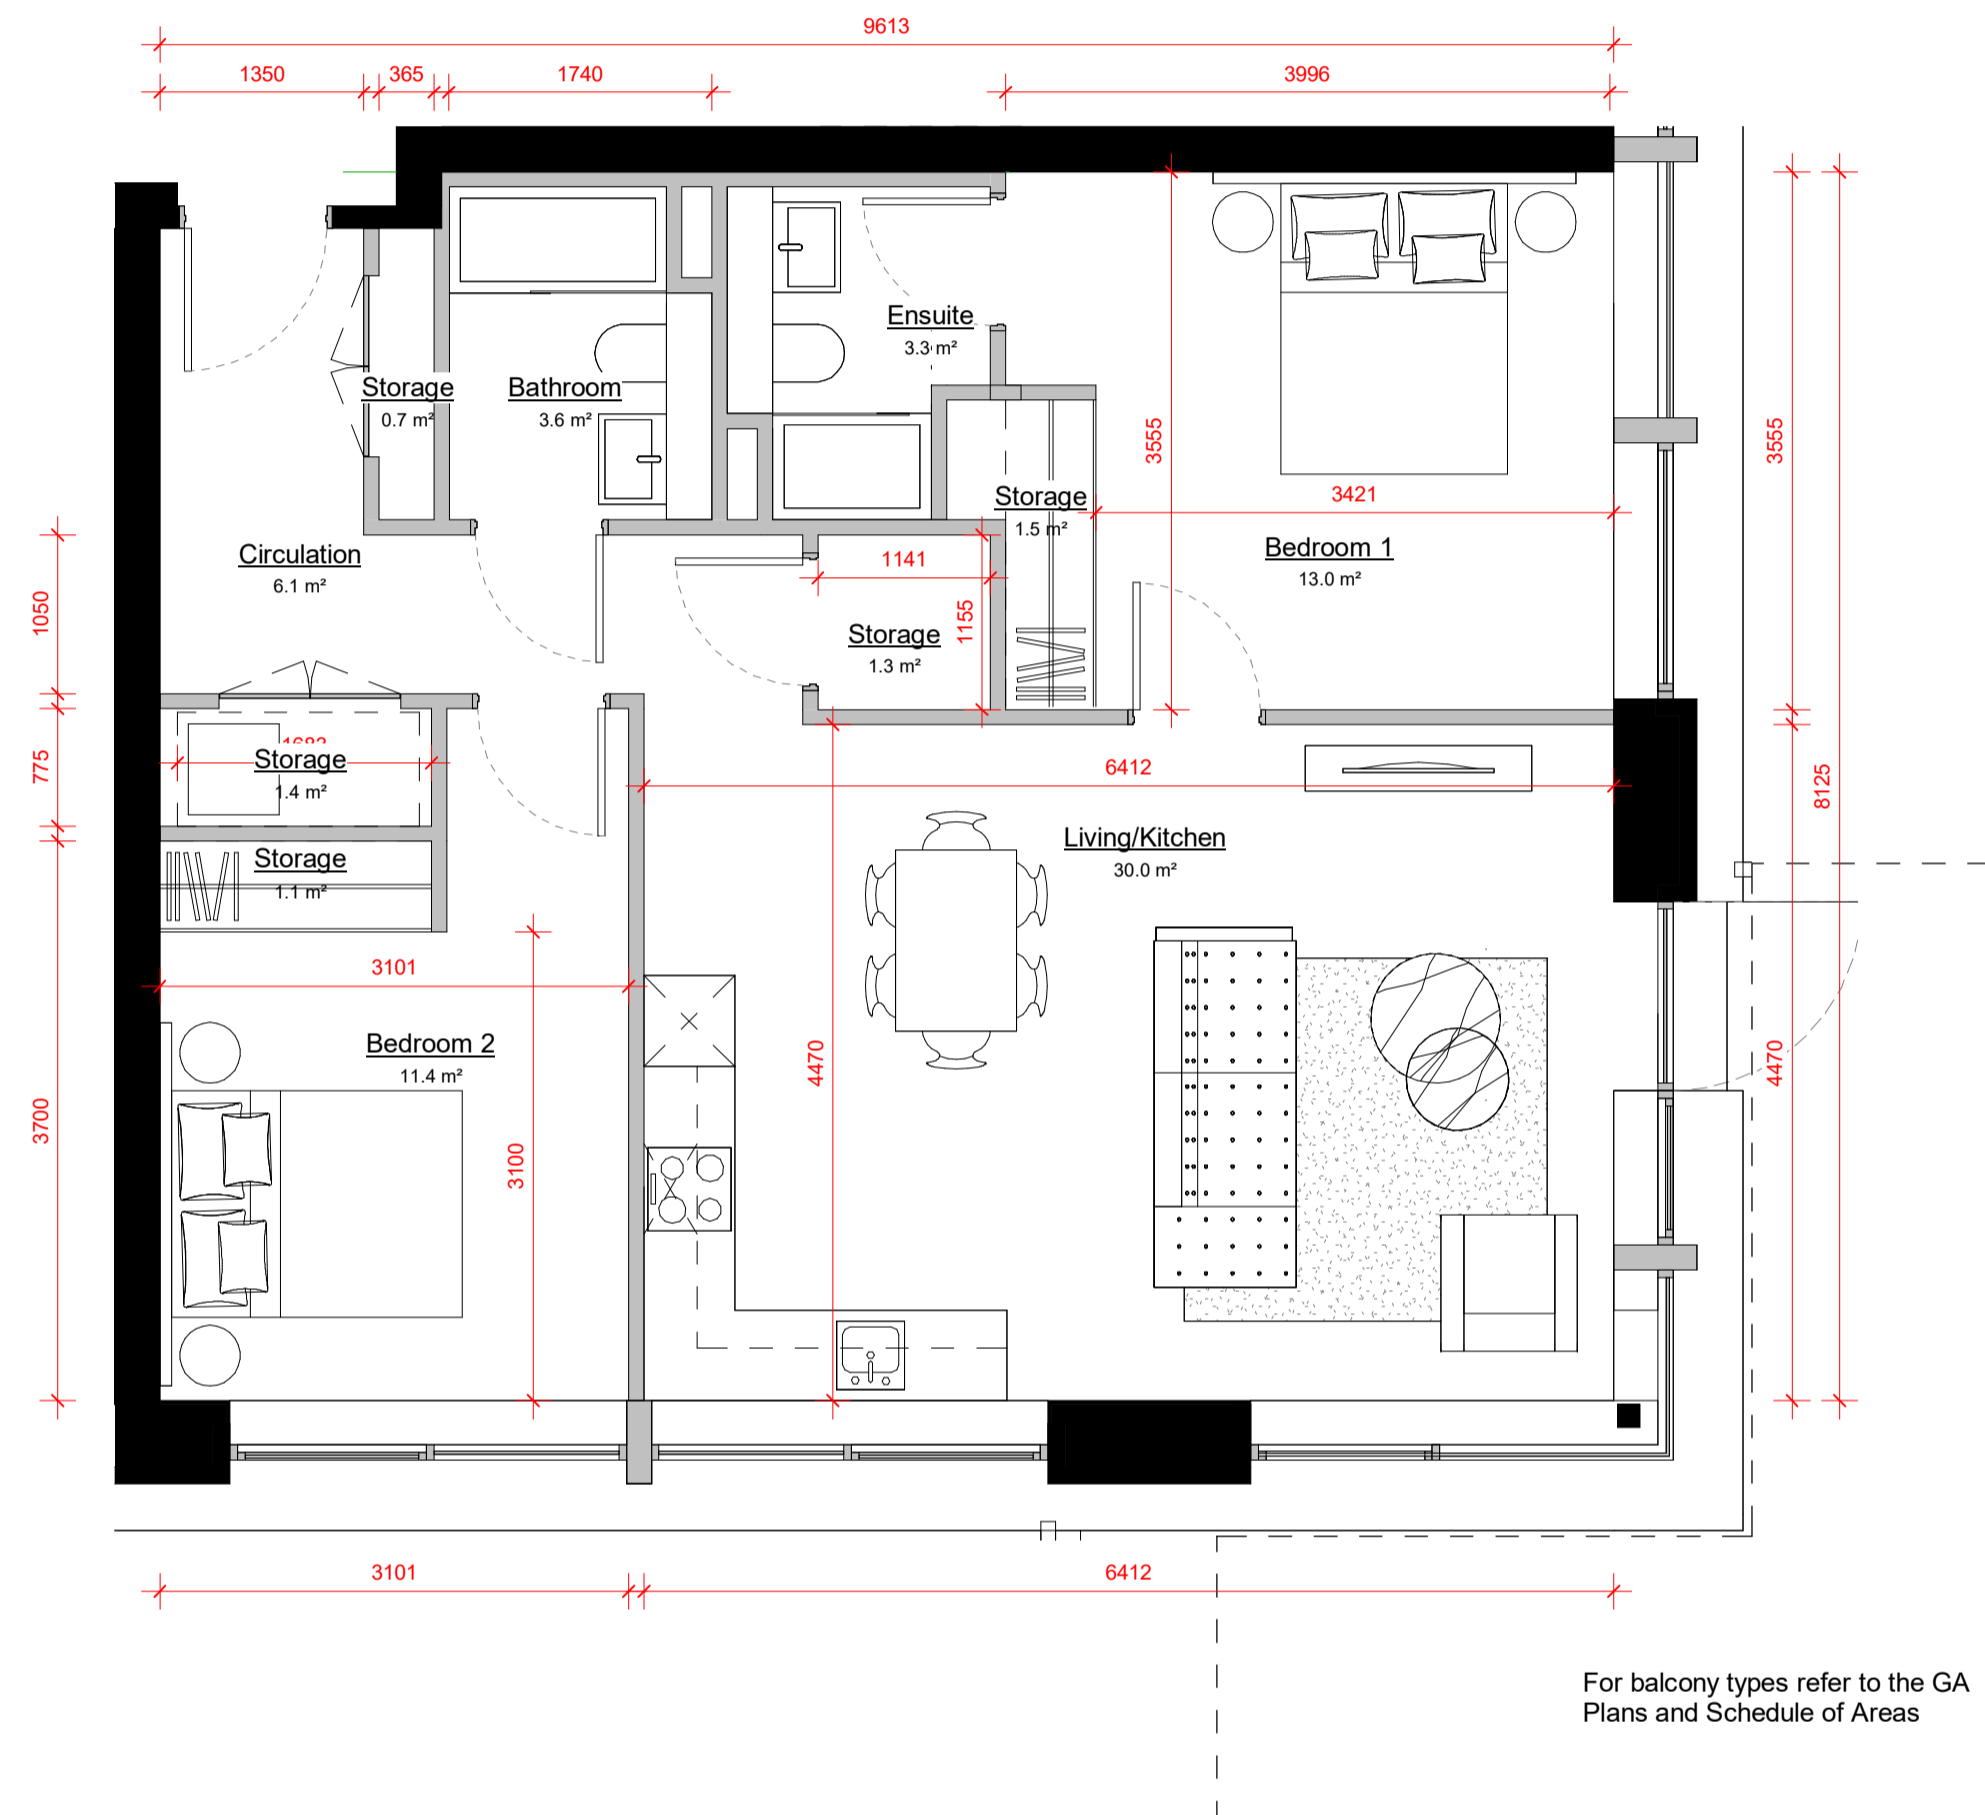 9613
1350
365
1740
3996
Ensuite
3.3 m²
Storage
0.7 m²
Bathroom
3.6 m²
3555
3555
Storage
1.5 m²
3421
Circulation
6.1 m²
1141
Bedroom 1
13.0 m²
1050
1155
Storage
1.3 m²
775
Storage
1.4 m²
6412
8125
Living/Kitchen
30.0 m²
Storage
1.1 m²
3101
Bedroom 2
11.4 m²
4470
4470
3700
3100
3101
6412
For balcony types refer to the GA
Plans and Schedule of Areas